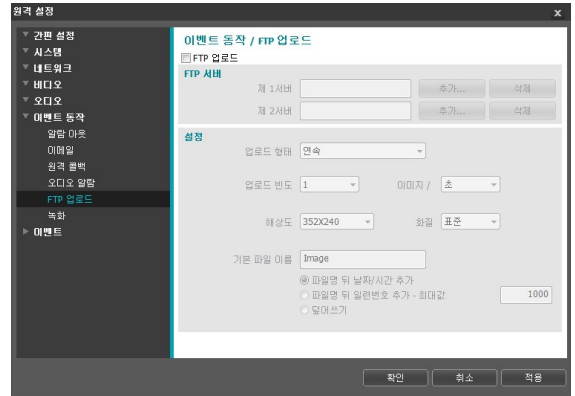 원격 설정
x
간편 설정
시스템
네트워크
비디오
오디오
이벤트 동작
알람 아웃
이메일
원격 콜백
오디오 알람
FTP 업로드
녹화
이벤트
이벤트 동작 / FTP 업로드
FTP 업로드
FTP 서버
제 1서버 추가... 삭제
제 2서버 추가... 삭제
설정
업로드 형태 연속
업로드 빈도 1 이미지 / 초
해상도 352X240 화질 표준
기본 파일 이름 Image
파일명 뒤 날짜/시간 추가
파일명 뒤 일련번호 추가 - 최대값 1000
덮어쓰기
확인 취소 적용